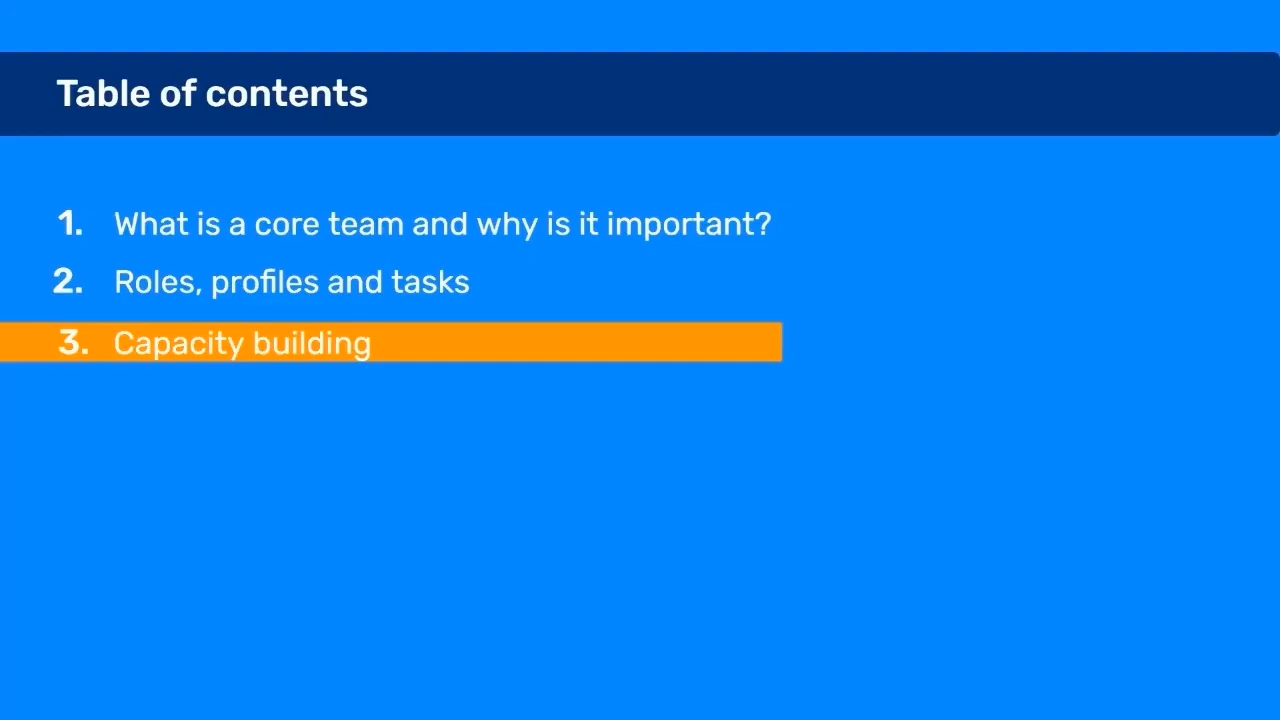 Table of contents
1. What is a core team and why is it important?
2. Roles, profiles and tasks
3. Capacity building